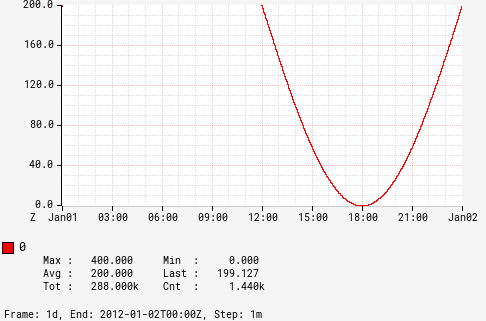 200.0
160.0
120.0
80.0
40.0
0.0
Z Jan01 03:00 06:00 09:00 12:00 15:00 18:00 21:00 Jan02
0
Max : 400.000 Min : 0.000
Avg : 200.000 Last : 199.127
Tot : 288.000k Cnt : 1.440k
Frame: 1d, End: 2012-01-02T00:00Z, Step: 1m